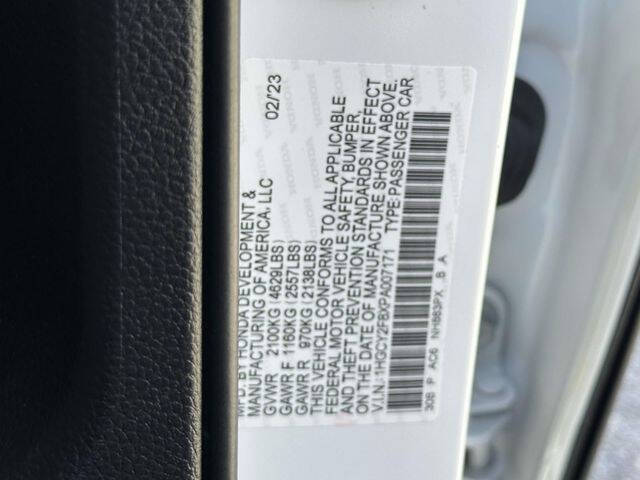 MFD. BY HONDA DEVELOPMENT &
MANUFACTURING OF AMERICA, LLC 02/'23
GVWR 2100KG (4629LBS)
GAWR F 1160KG (2557LBS)
GAWR R 970KG (2138LBS)
THIS VEHICLE CONFORMS TO ALL APPLICABLE
FEDERAL MOTOR VEHICLE SAFETY, BUMPER,
AND THEFT PREVENTION STANDARDS IN EFFECT
ON THE DATE OF MANUFACTURE SHOWN ABOVE.
V.I.N: 1HGCY2F8XPA007171 TYPE:PASSENGER CAR
30B P AC6 NH883PX .B A